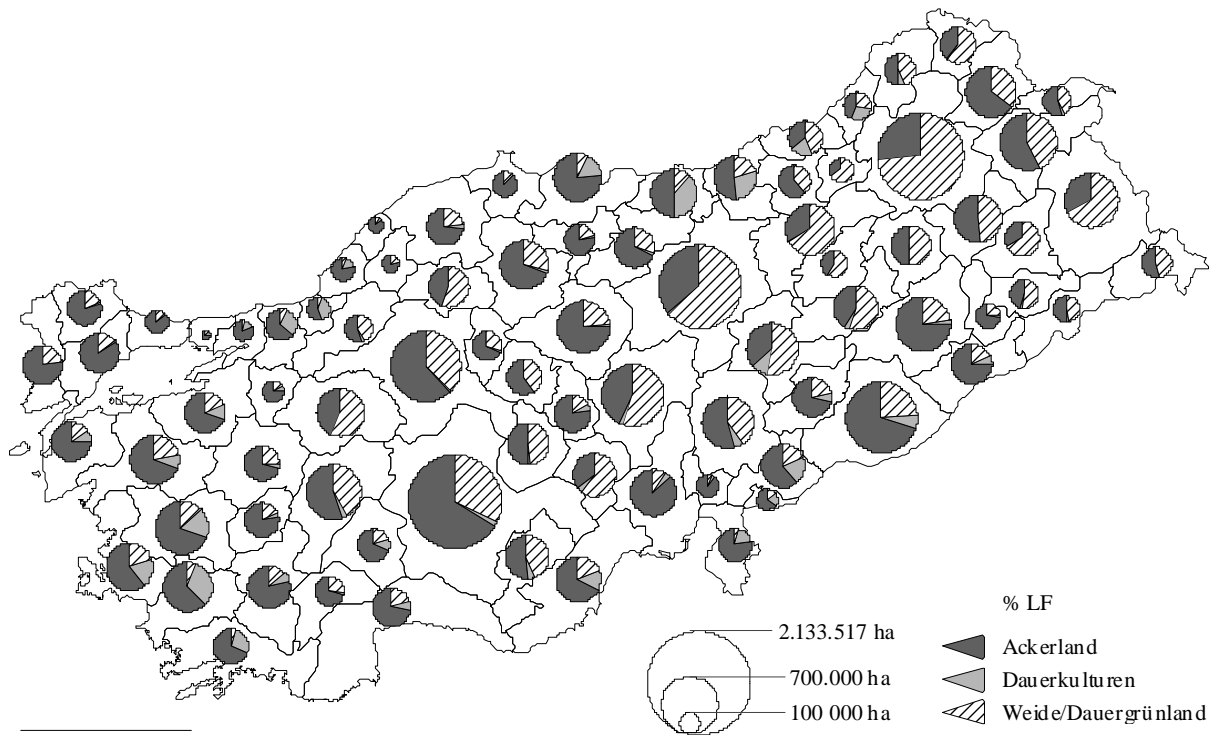 % LF
2.133.517 ha
Ackerland
700.000 ha
Dauerkulturen
100 000 ha
Weide/Dauergrünland